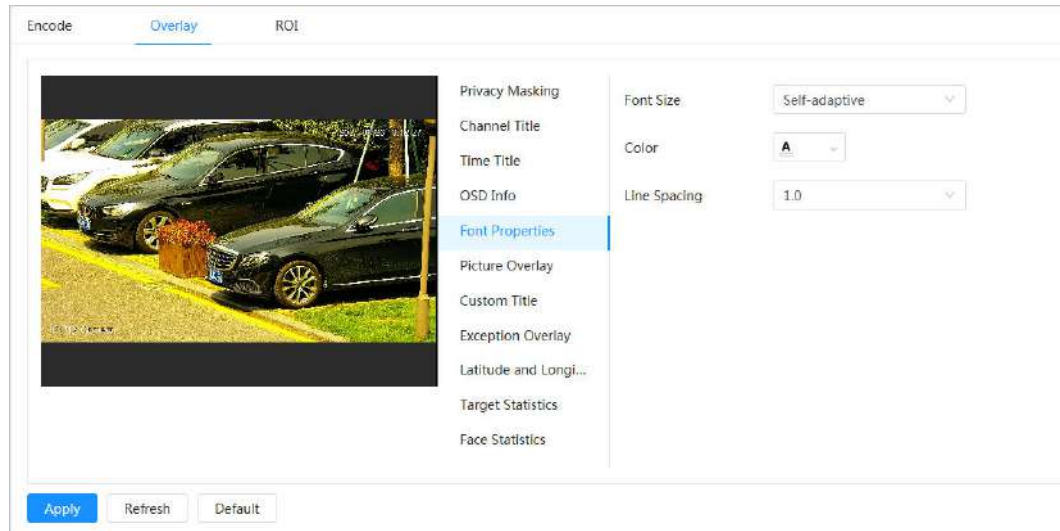 Encode Overlay ROI
Privacy Masking
Channel Title
Time Title
OSD Info
Font Properties
Picture Overlay
Custom Title
Exception Overlay
Latitude and Longi...
Target Statistics
Face Statistics
Font Size Self-adaptive
Color A
Line Spacing 1.0
Apply Refresh Default